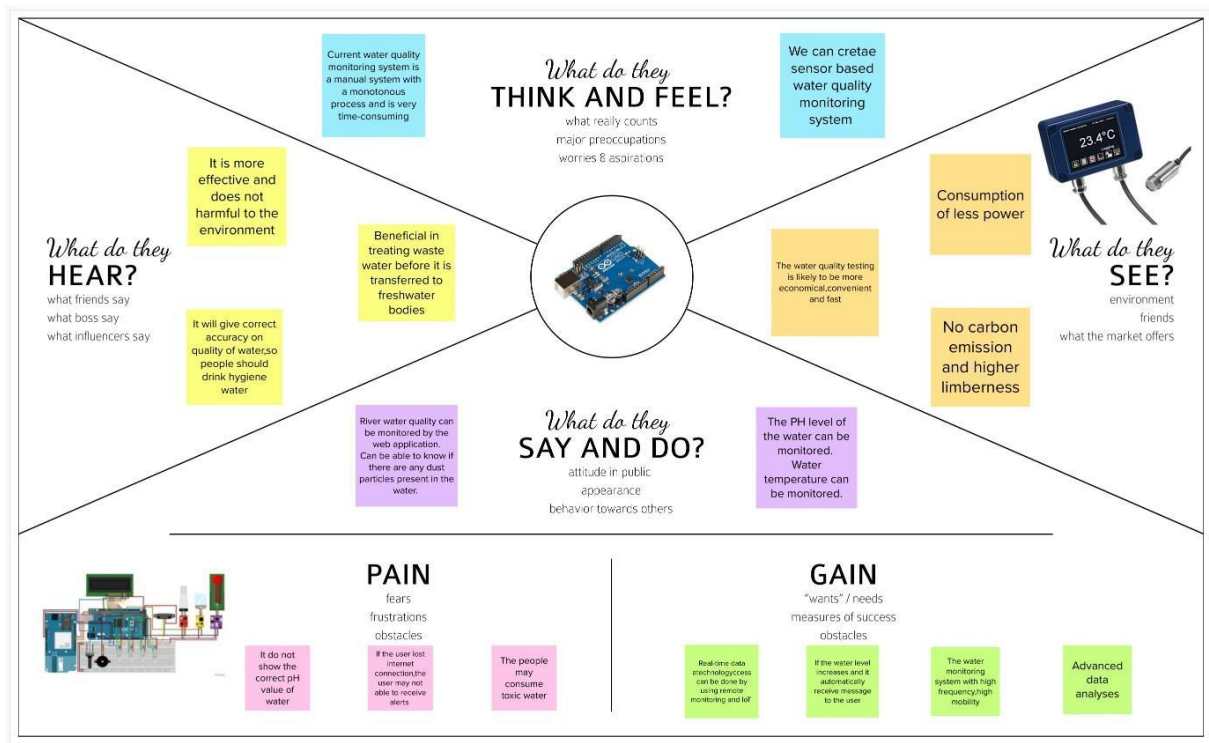 Current water quality
monitoring system is
a manual system with
a monotonous
process and is very
time-consuming
What do they
THINK AND FEEL?
what really counts
major preoccupations
worries 8 aspirations
We can cretae
sensor based
water quality
monitoring
system
It is more
effective and
does not
harmful to the
environment
What do they
HEAR?
what friends say
what boss say
what influencers say
Beneficial in
treating waste
water before it is
transferred to
freshwater
bodies
It will give correct
accuracy on
quality of water,so
people should
drink hygiene
water
Consumption
of less power
23.4°C
The water quality testing
is likely to be more
economical,convenient
and fast
What do they
SEE?
environment
friends
what the market offers
No carbon
emission
and higher
limberness
River water quality can
be monitored by the
web application.
Can be able to know if
there are any dust
particles present in the
water.
What do they
SAY AND DO?
attitude in public
appearance
behavior towards others
The PH level of
the water can be
monitored.
Water
temperature can
be monitored.
PAIN
fears
frustrations
obstacles
It do not
show the
correct pH
value of
water
If the user lost
internet
connection,the
user may not
able to receive
alerts
The people
may
consume
toxic water
GAIN
"wants" / needs
measures of success
obstacles
Real-time data
atechnologyccess
can be done by
using remote
monitoring and IoT
If the water level
increases and it
automatically
receive message
to the user
The water
monitoring
system with high
frequency,high
mobility
Advanced
data
analyses